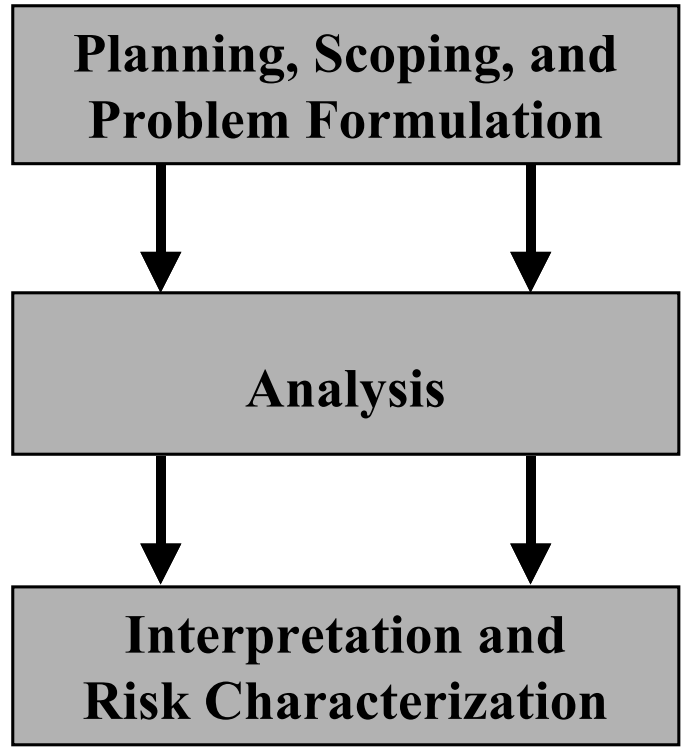 Planning, Scoping, and
Problem Formulation
Analysis
Interpretation and
Risk Characterization